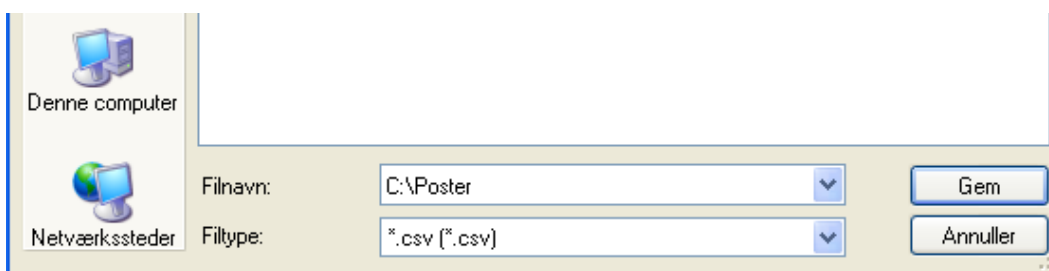 Denne computer
Netværkssteder
Filnavn:
C:\Poster
Gem
Filtype:
*.csv (*.csv)
Annuller